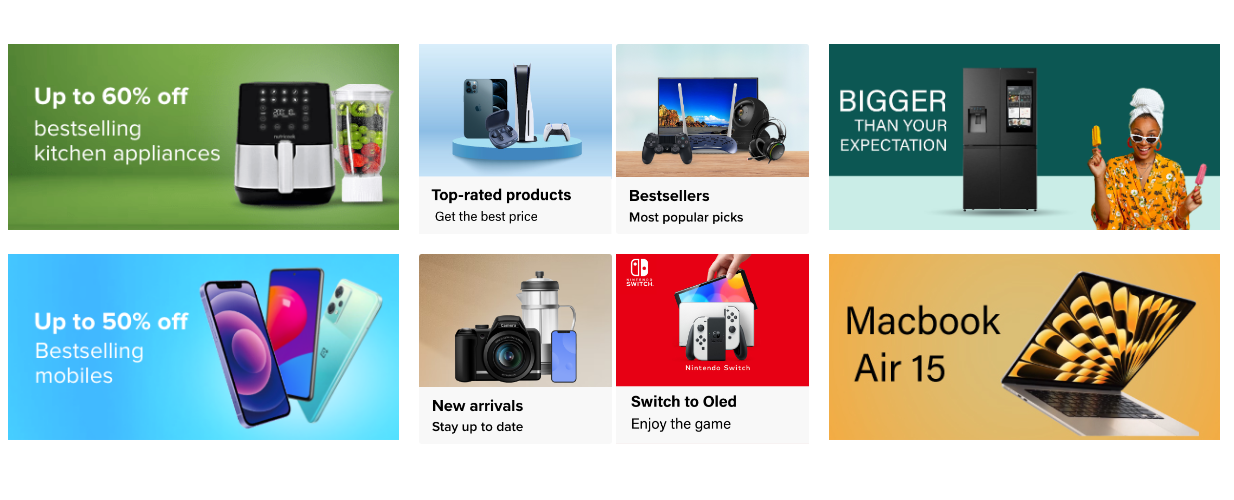 Up to 60% off
bestselling
kitchen appliances
Top-rated products
Get the best price
Bestsellers
Most popular picks
BIGGER
THAN YOUR
EXPECTATION
Up to 50% off
Bestselling
mobiles
New arrivals
Stay up to date
NINTENDO
SWITCH
Nintendo Switch
Switch to Oled
Enjoy the game
Macbook
Air 15